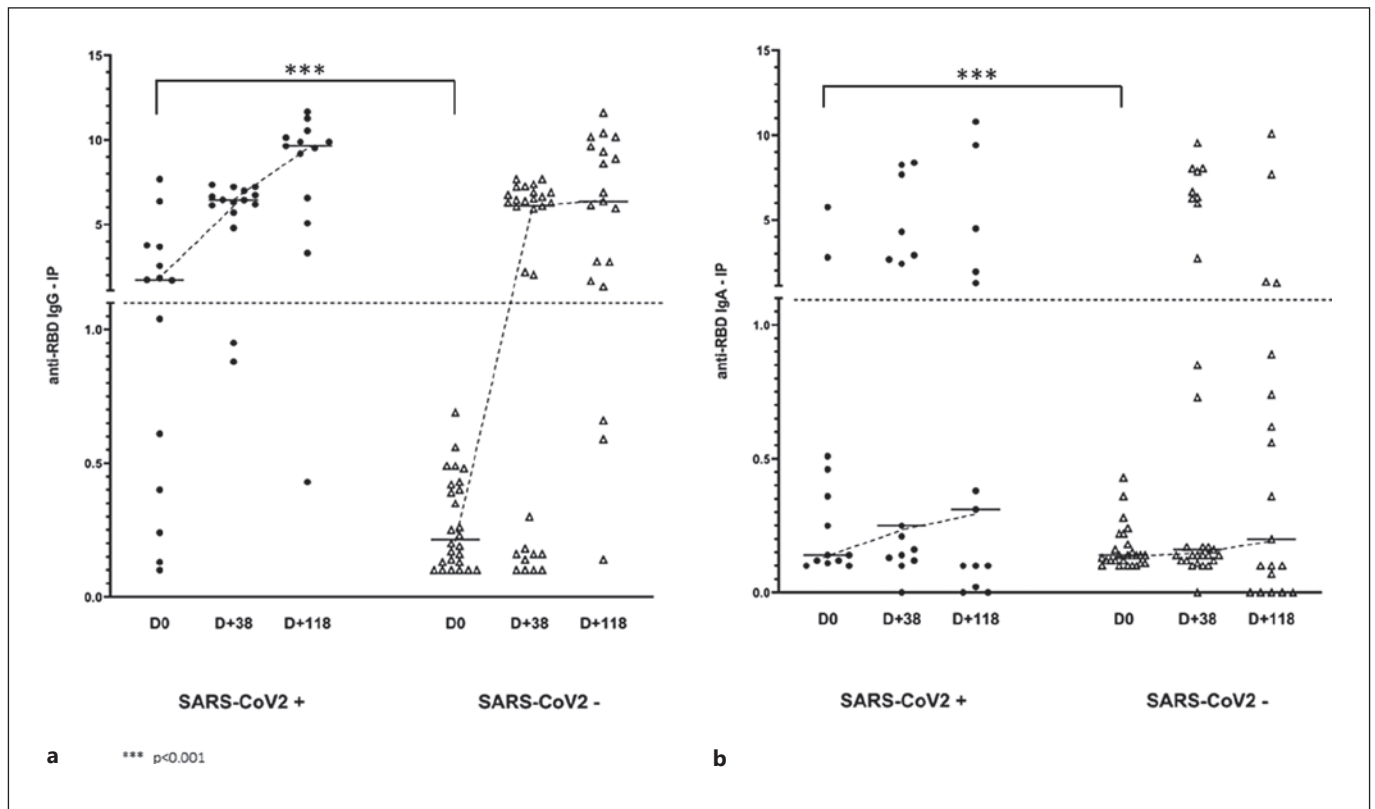 15
***
10
5
anti-RBD IgG - IP
1.0
0.5
0.0
D0 D+38 D+118 D0 D+38 D+118
SARS-CoV2 + SARS-CoV2 -
a *** p<0.001
15
***
10
5
anti-RBD IgA - IP
1.0
0.5
0.0
D0 D+38 D+118 D0 D+38 D+118
SARS-CoV2 + SARS-CoV2 -
b